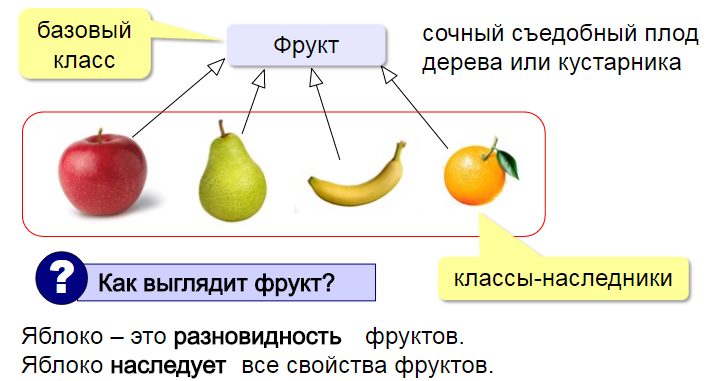 базовый
класс
Фрукт
сочный съедобный плод
дерева или кустарника
классы-наследники
?
Как выглядит фрукт?
Яблоко – это разновидность фруктов.
Яблоко наследует все свойства фруктов.